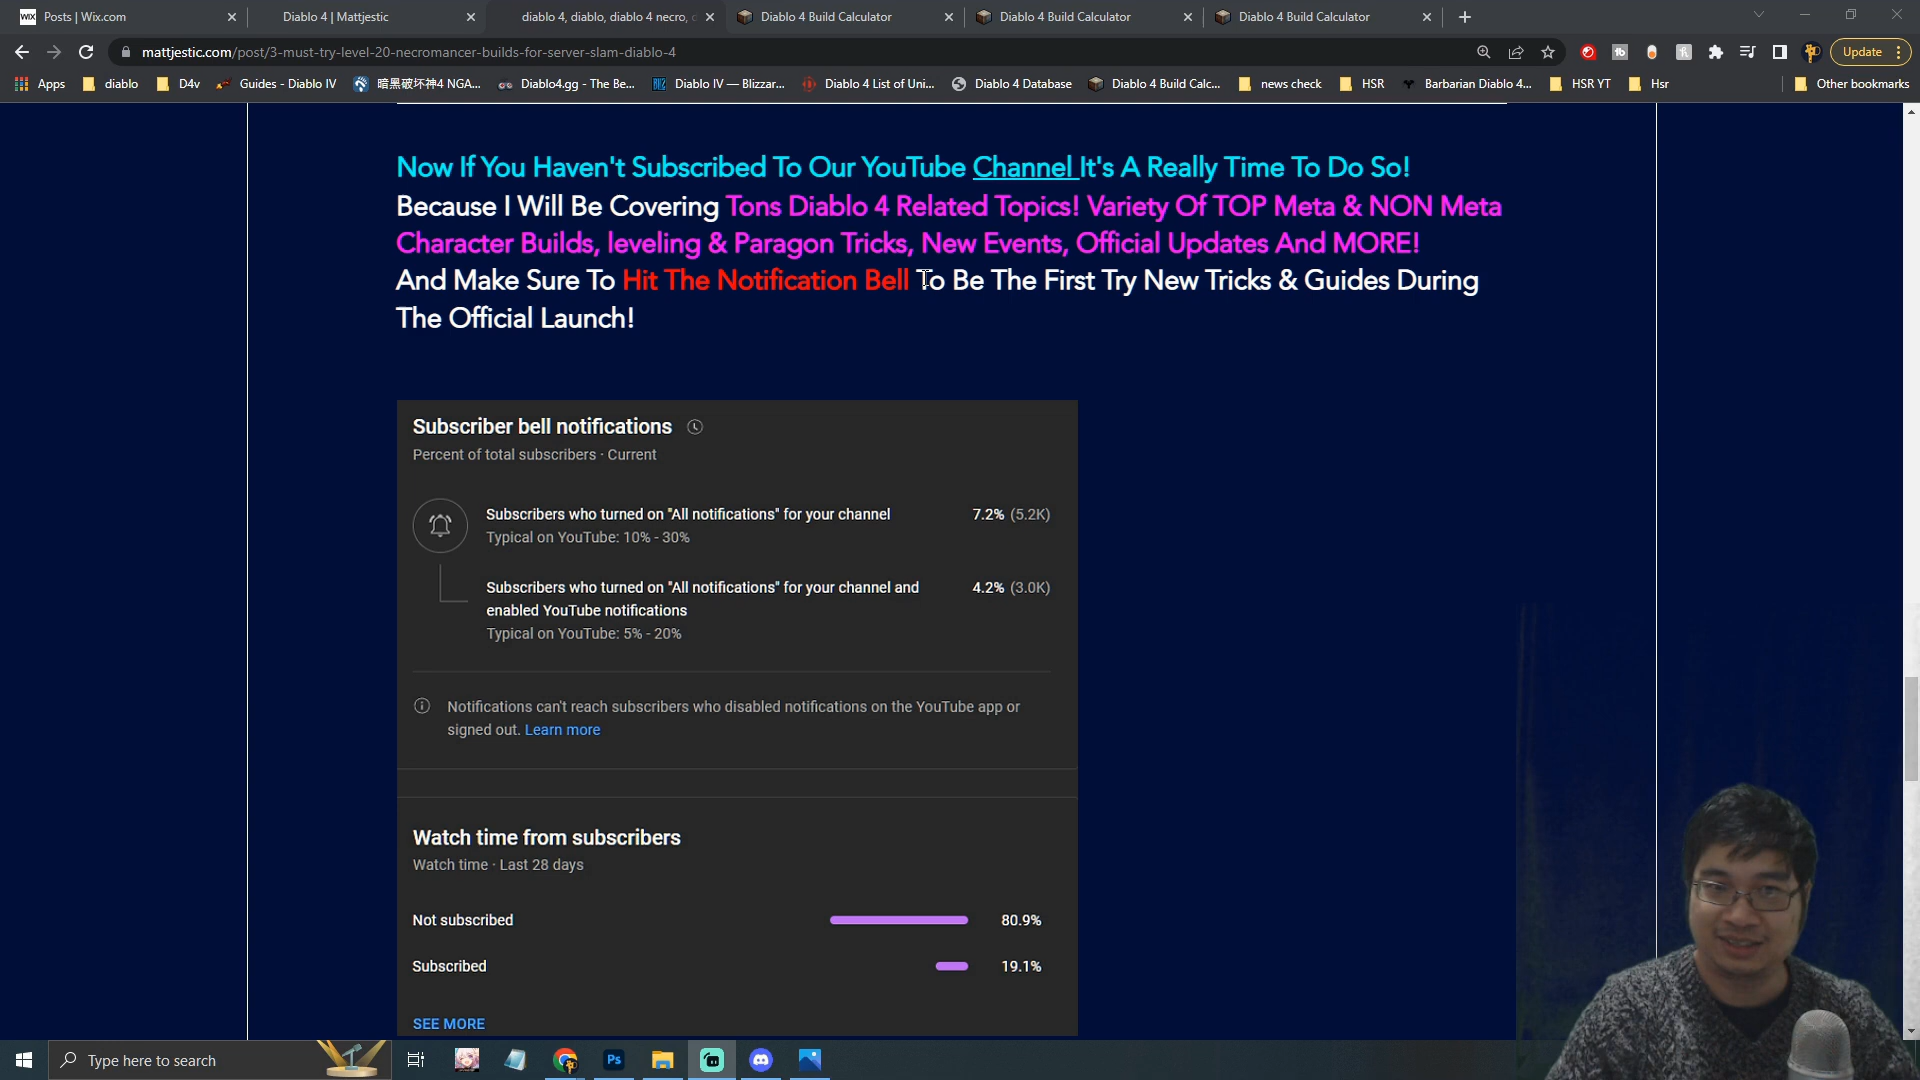 WIX Posts | Wix.com
Diablo 4 | Mattjestic
diablo 4, diablo, diablo 4 necro,
Diablo 4 Build Calculator
Diablo 4 Build Calculator
Diablo 4 Build Calculator
mattjestic.com/post/3-must-try-level-20-necromancer-builds-for-server-slam-diablo-4
Update
Apps
diablo
D4v
Guides - Diablo IV
暗黑破坏神4 NGA...
Diablo4.gg - The Be...
BIZ Diablo IV — Blizzar...
Diablo 4 List of Uni...
Diablo 4 Database
Diablo 4 Build Calc...
news check
HSR
Barbarian Diablo 4...
HSR YT
Hsr
Other bookmarks
Now If You Haven't Subscribed To Our YouTube Channel It's A Really Time To Do So!
Because I Will Be Covering Tons Diablo 4 Related Topics! Variety Of TOP Meta & NON Meta
Character Builds, leveling & Paragon Tricks, New Events, Official Updates And MORE!
And Make Sure To Hit The Notification Bell To Be The First Try New Tricks & Guides During
The Official Launch!
Subscriber bell notifications
Percent of total subscribers · Current
Subscribers who turned on "All notifications" for your channel 7.2% (5.2K)
Typical on YouTube: 10% - 30%
Subscribers who turned on "All notifications" for your channel and 4.2% (3.0K)
enabled YouTube notifications
Typical on YouTube: 5% - 20%
Notifications can't reach subscribers who disabled notifications on the YouTube app or
signed out. Learn more
Watch time from subscribers
Watch time · Last 28 days
Not subscribed 80.9%
Subscribed 19.1%
SEE MORE
Type here to search
Ps